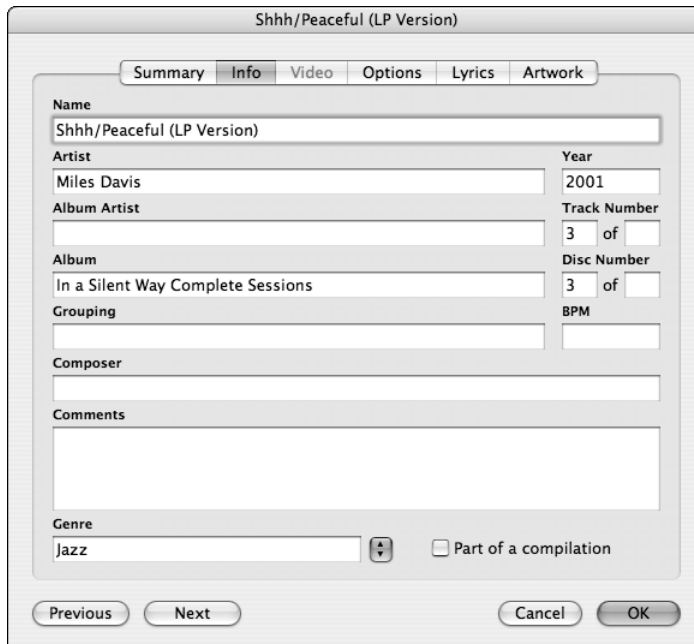 Shhh/Peaceful (LP Version)
Summary Info Video Options Lyrics Artwork
Name
Shhh/Peaceful (LP Version)
Artist Year
Miles Davis 2001
Album Artist Track Number
3 of
Album Disc Number
In a Silent Way Complete Sessions 3 of
Grouping BPM
Composer
Comments
Genre
Jazz Part of a compilation
Previous Next Cancel OK